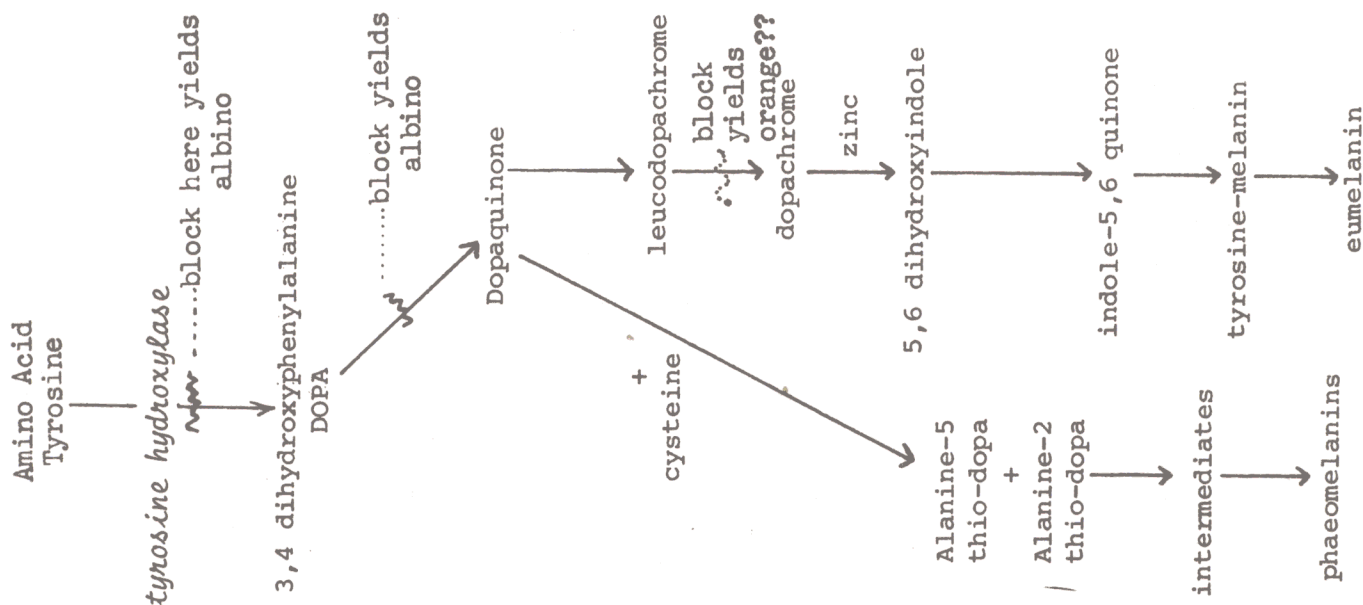 Amino Acid
Tyrosine
tyrosine hydroxylase
......block here yields
albino
3,4 dihydroxyphenylalanine
DOPA
.......block yields
albino
Dopaquinone
+
cysteine
leucodopachrome
block
yields
orange??
dopachrome
zinc
5,6 dihydroxyindole
indole-5,6 quinone
tyrosine-melanin
eumelanin
Alanine-5
thio-dopa
+
Alanine-2
thio-dopa
intermediates
phaeomelanins